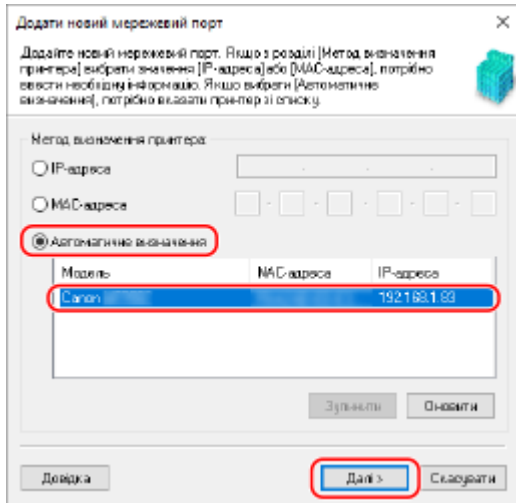 Додати новий мережевий порт
Додайте новий мережевий порт. Якщо з розділі [Метод визначення
принтера] вибрати значення [IP-адреса] або [MAC-адреса], потрібно
ввести необхідну інформацію. Якщо вибрати [Автоматичне
визначення], потрібно вказати принтер зі списку.
Метод визначення принтера:
IP-адреса
MAC-адреса
Автоматичне визначення
Модель MAC-адреса IP-адреса
Canon 192.168.1.83
Зупинити Оновити
Довідка Далі > Скасувати